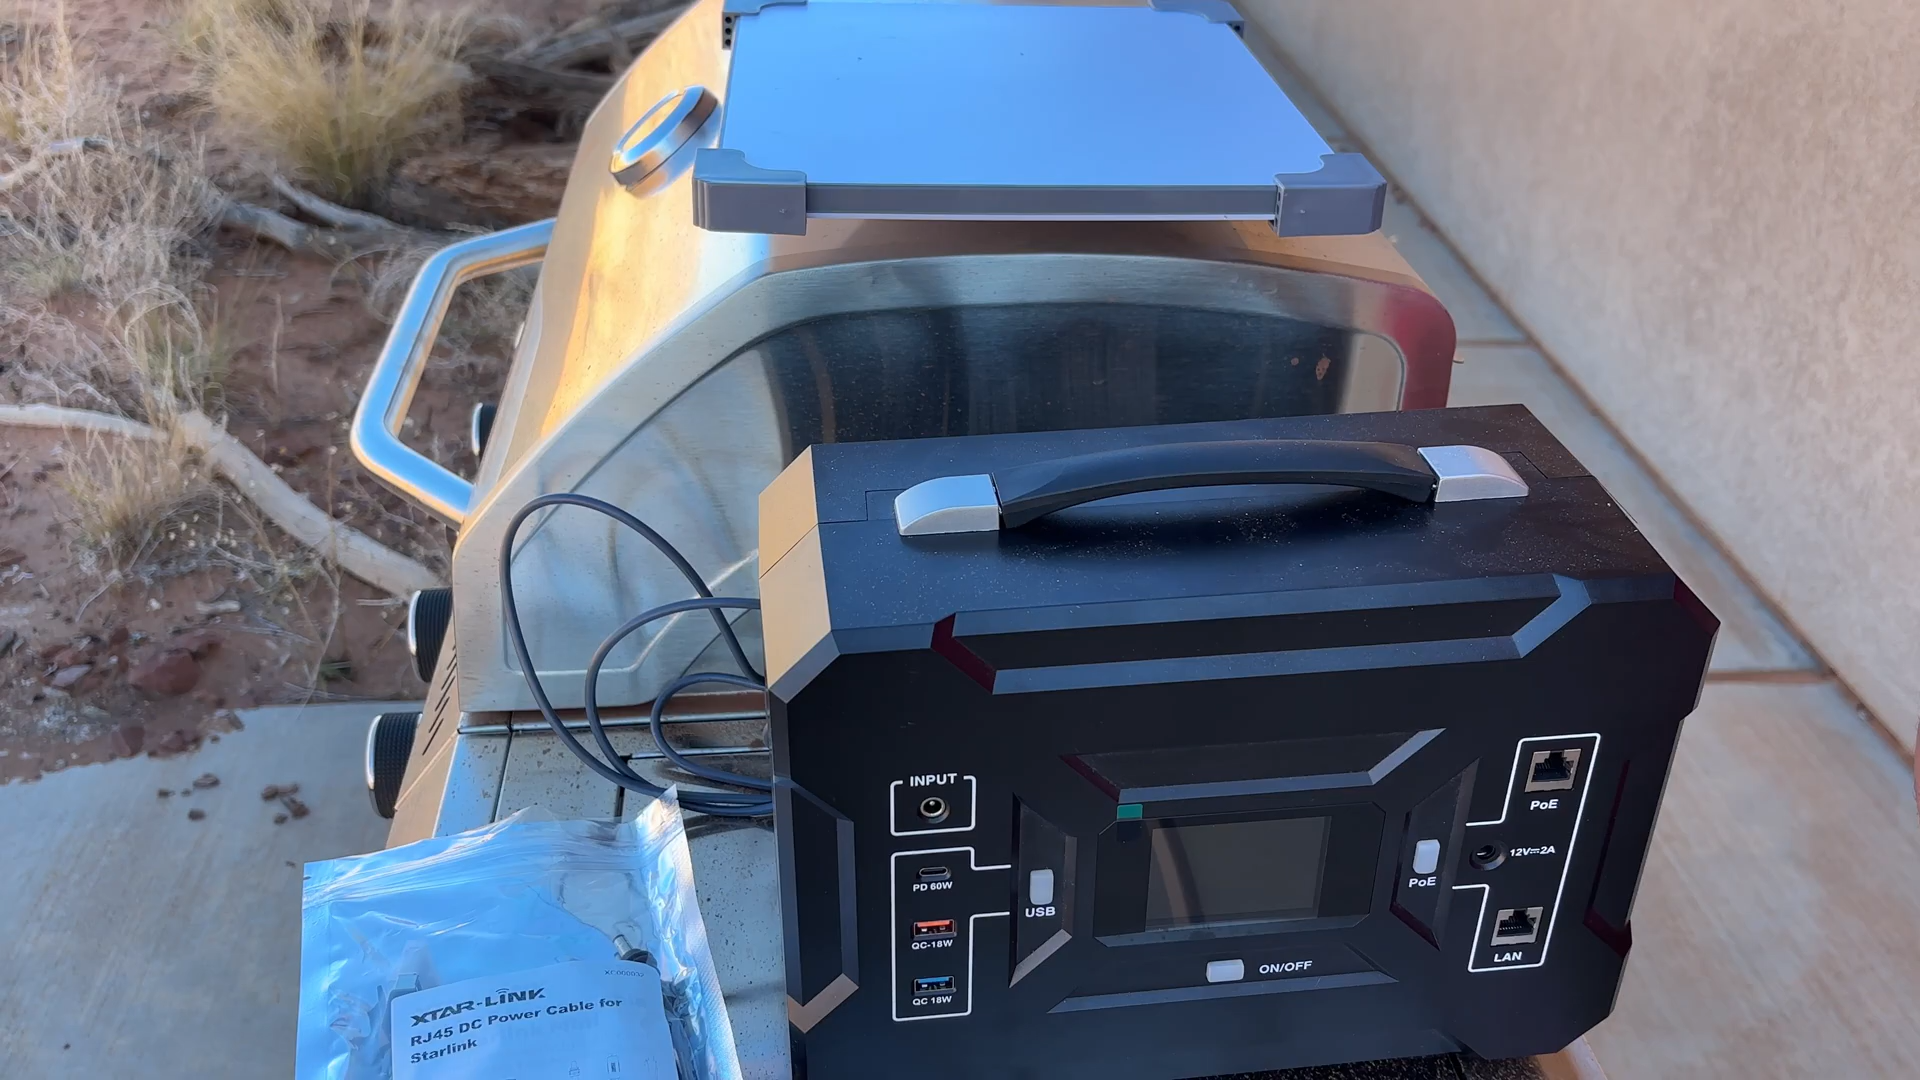 INPUT
PD 60W
QC-18W
QC 18W
USB
ON/OFF
PoE
PoE
12V⎓2A
LAN
XTAR-LINK
RJ45 DC Power Cable for
Starlink